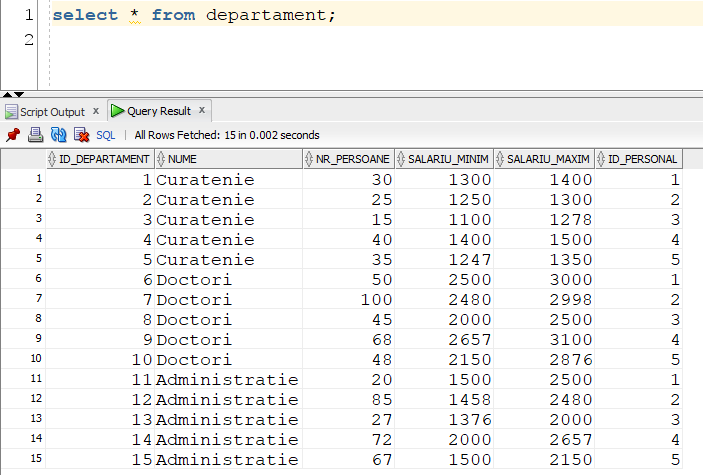 1 select * from departament;
2
Script Output x Query Result x
SQL | All Rows Fetched: 15 in 0.002 seconds
ID_DEPARTAMENT NUME NR_PERSOANE SALARIU_MINIM SALARIU_MAXIM ID_PERSONAL
1 1 Curatenie 30 1300 1400 1
2 2 Curatenie 25 1250 1300 2
3 3 Curatenie 15 1100 1278 3
4 4 Curatenie 40 1400 1500 4
5 5 Curatenie 35 1247 1350 5
6 6 Doctori 50 2500 3000 1
7 7 Doctori 100 2480 2998 2
8 8 Doctori 45 2000 2500 3
9 9 Doctori 68 2657 3100 4
10 10 Doctori 48 2150 2876 5
11 11 Administratie 20 1500 2500 1
12 12 Administratie 85 1458 2480 2
13 13 Administratie 27 1376 2000 3
14 14 Administratie 72 2000 2657 4
15 15 Administratie 67 1500 2150 5